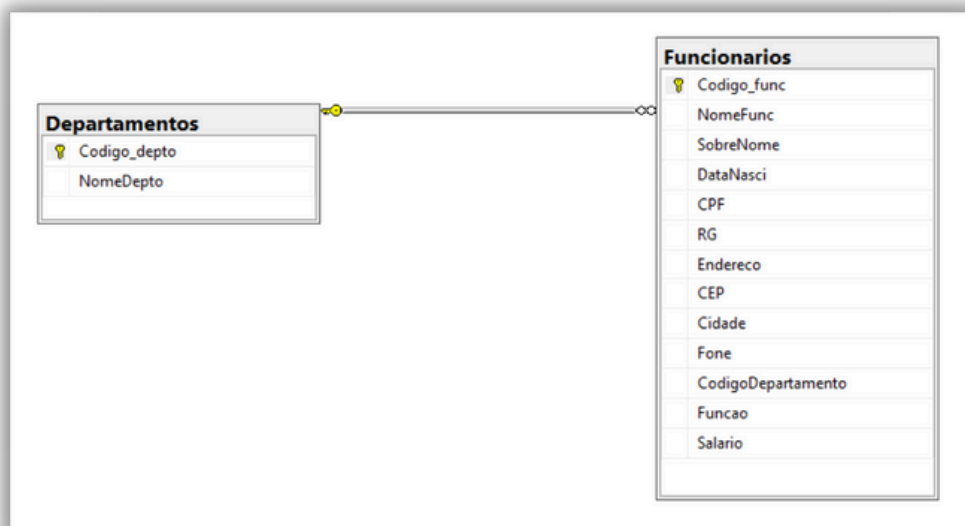 Departamentos
Codigo_depto
NomeDepto
Funcionarios
Codigo_func
NomeFunc
SobreNome
DataNasci
CPF
RG
Endereco
CEP
Cidade
Fone
CodigoDepartamento
Funcao
Salario